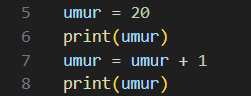 5 umur = 20
6 print(umur)
7 umur = umur + 1
8 print(umur)